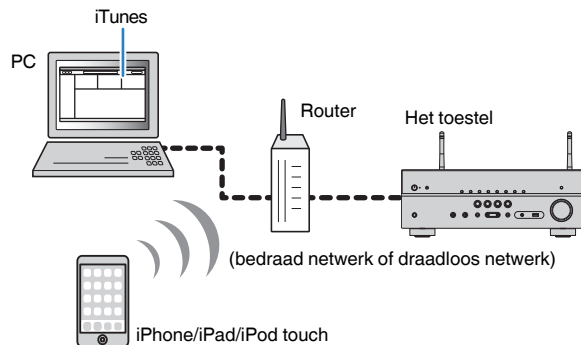 iTunes
PC
Router
Het toestel
(bedraad netwerk of draadloos netwerk)
iPhone/iPad/iPod touch